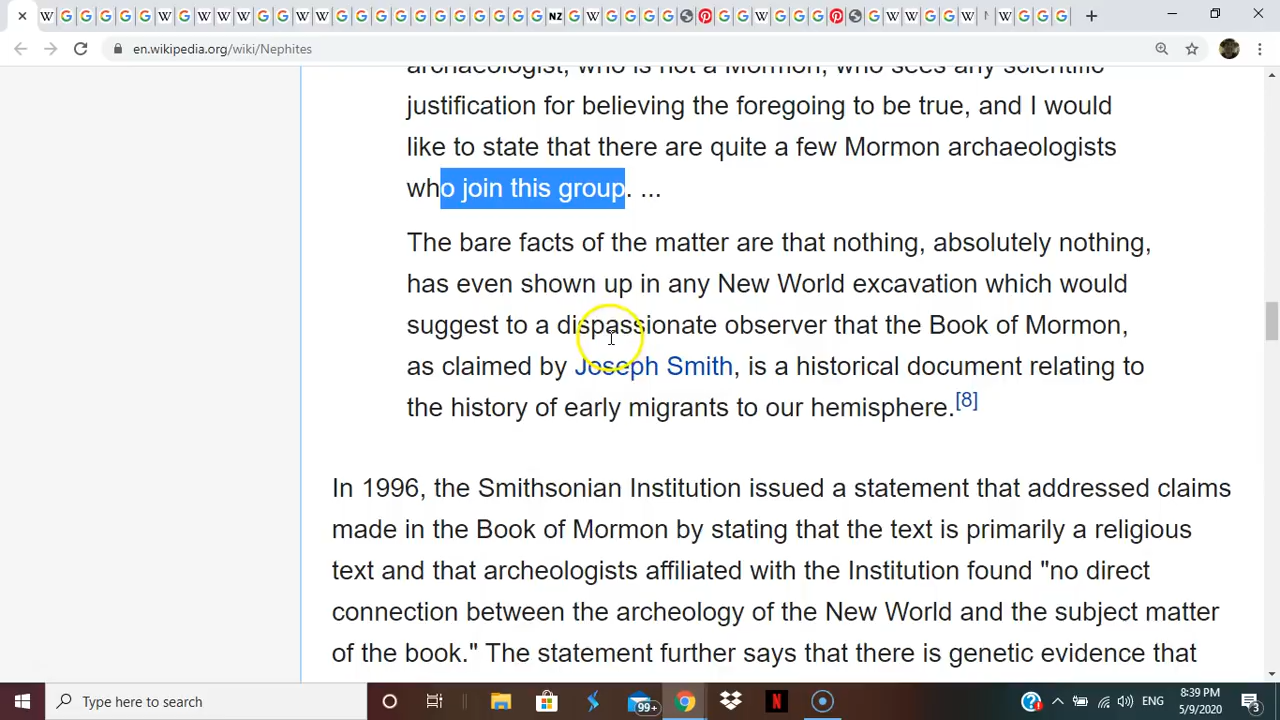 en.wikipedia.org/wiki/Nephites
archaeologist, who is not a Mormon, who sees any scientific
justification for believing the foregoing to be true, and I would
like to state that there are quite a few Mormon archaeologists
who join this group. ...
The bare facts of the matter are that nothing, absolutely nothing,
has even shown up in any New World excavation which would
suggest to a dispassionate observer that the Book of Mormon,
as claimed by Joseph Smith, is a historical document relating to
the history of early migrants to our hemisphere.[8]
In 1996, the Smithsonian Institution issued a statement that addressed claims
made in the Book of Mormon by stating that the text is primarily a religious
text and that archeologists affiliated with the Institution found "no direct
connection between the archeology of the New World and the subject matter
of the book." The statement further says that there is genetic evidence that
Type here to search
99+
ENG
8:39 PM
5/9/2020
3